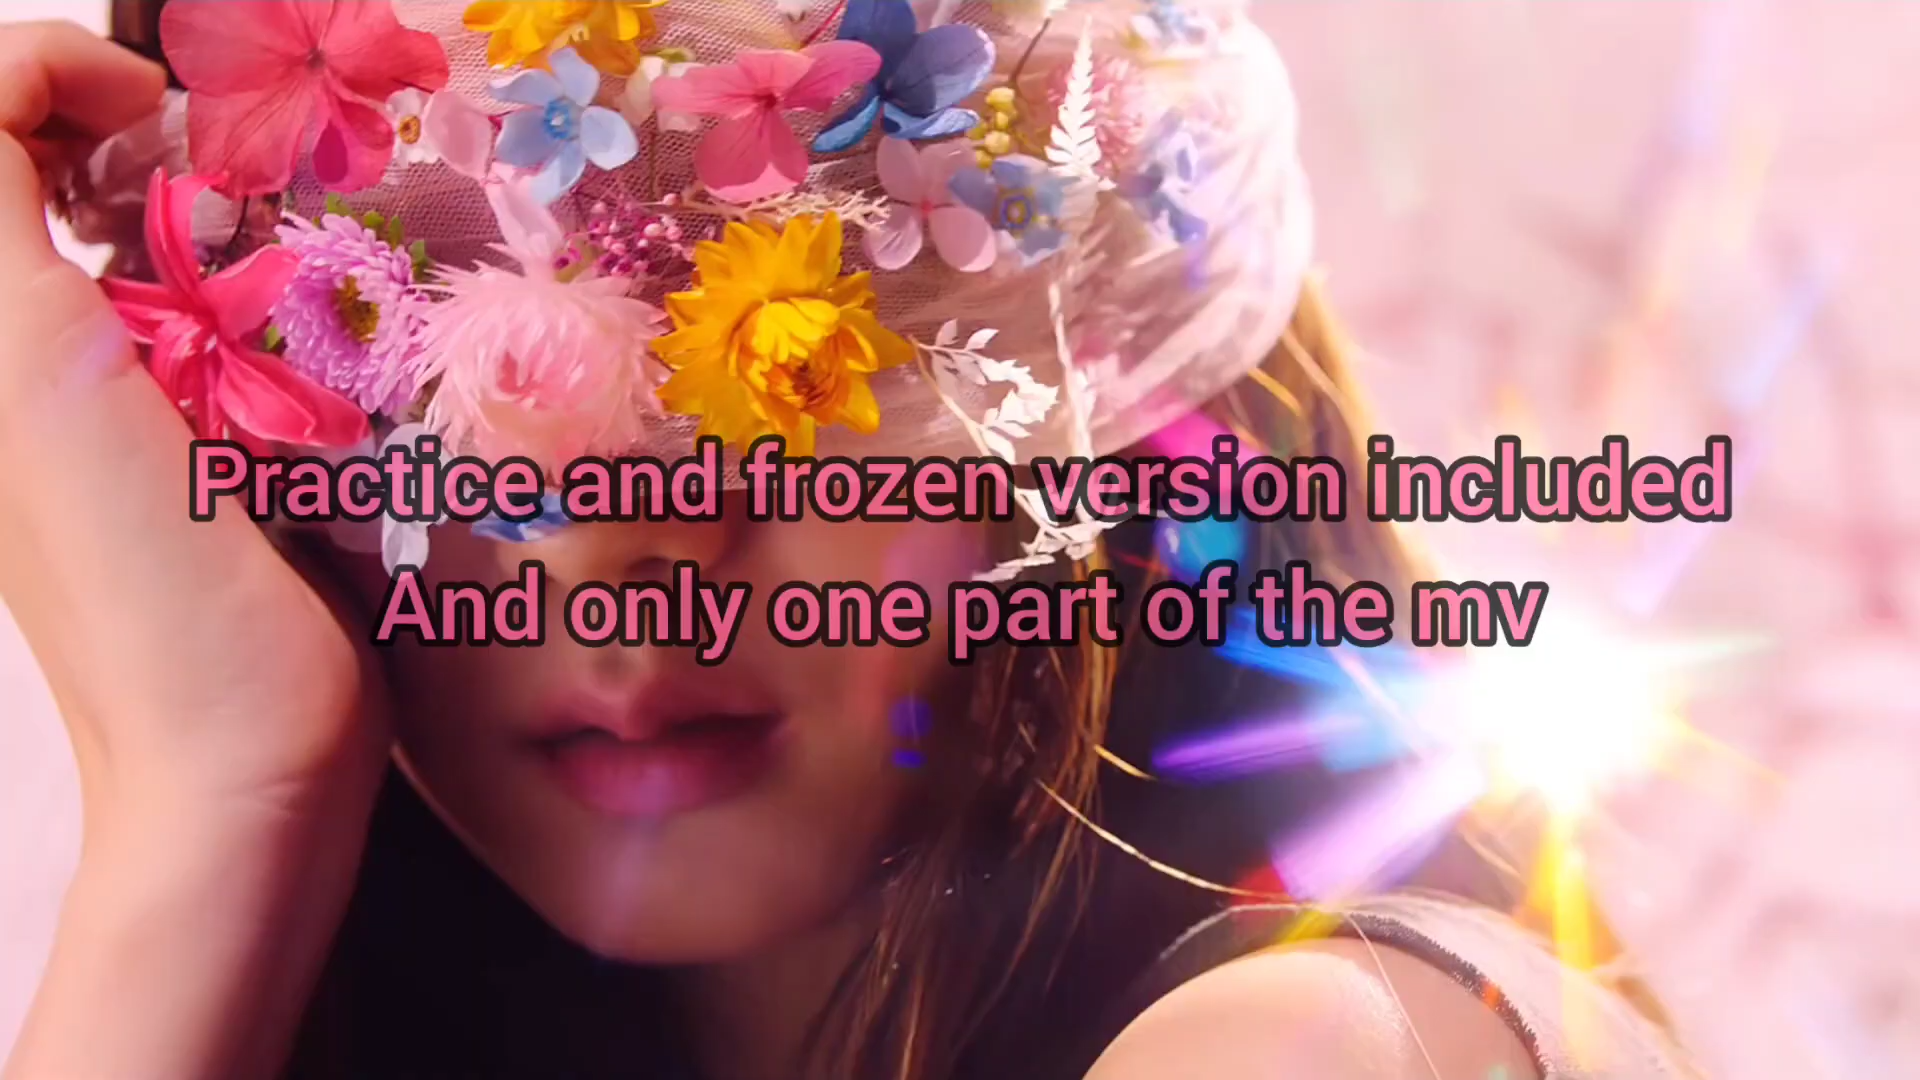 Practice and frozen version included
And only one part of the mv